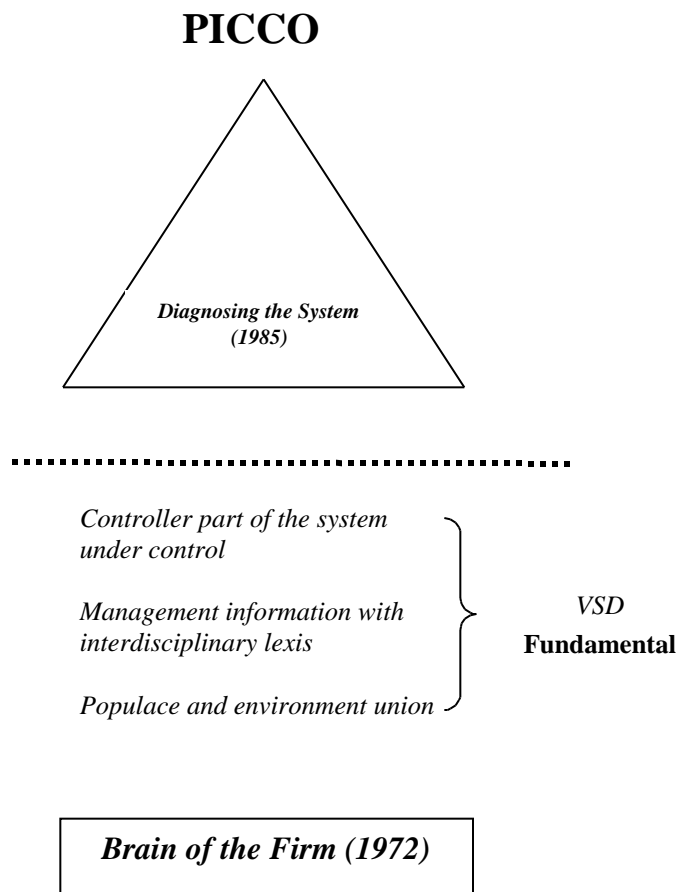 PICCO
Diagnosing the System
(1985)
Controller part of the system
under control
Management information with
interdisciplinary lexis
Populace and environment union
VSD
Fundamental
Brain of the Firm (1972)